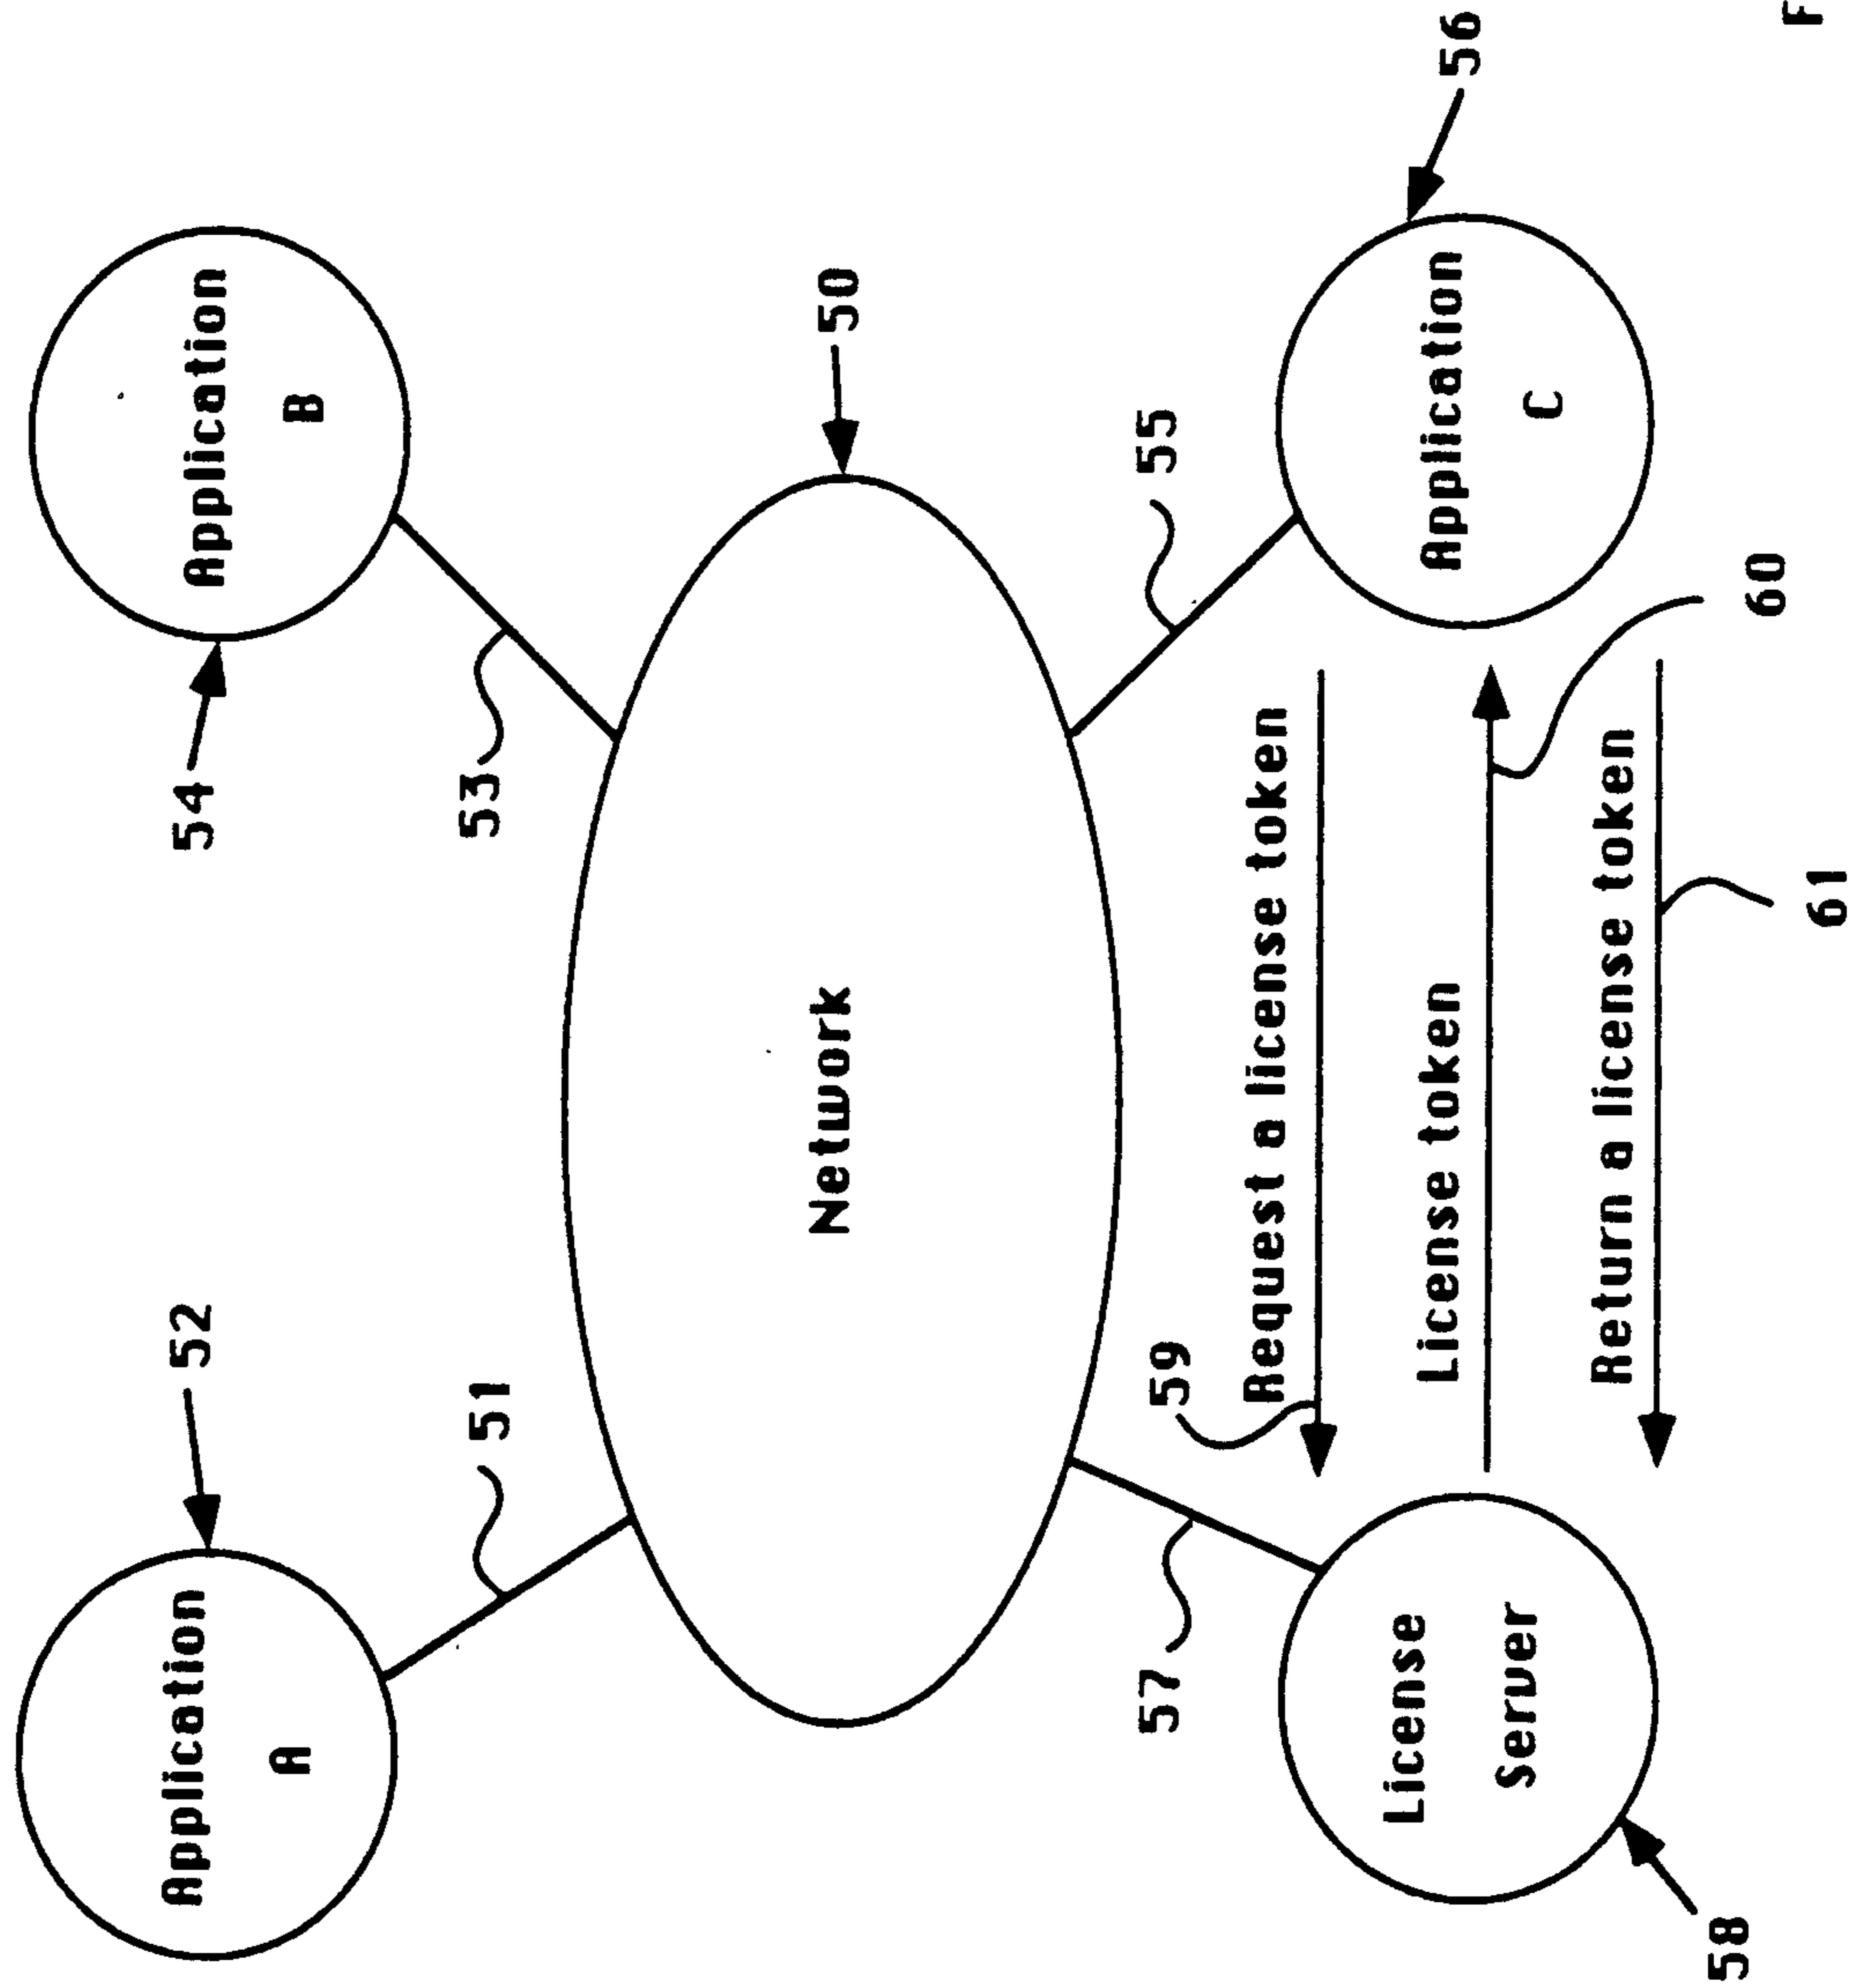 52
Application
A
51
54
Application
B
53
Network
50
59
Request a license token
55
57
License
Server
58
License token
60
Application
C
56
Return a license token
61
F